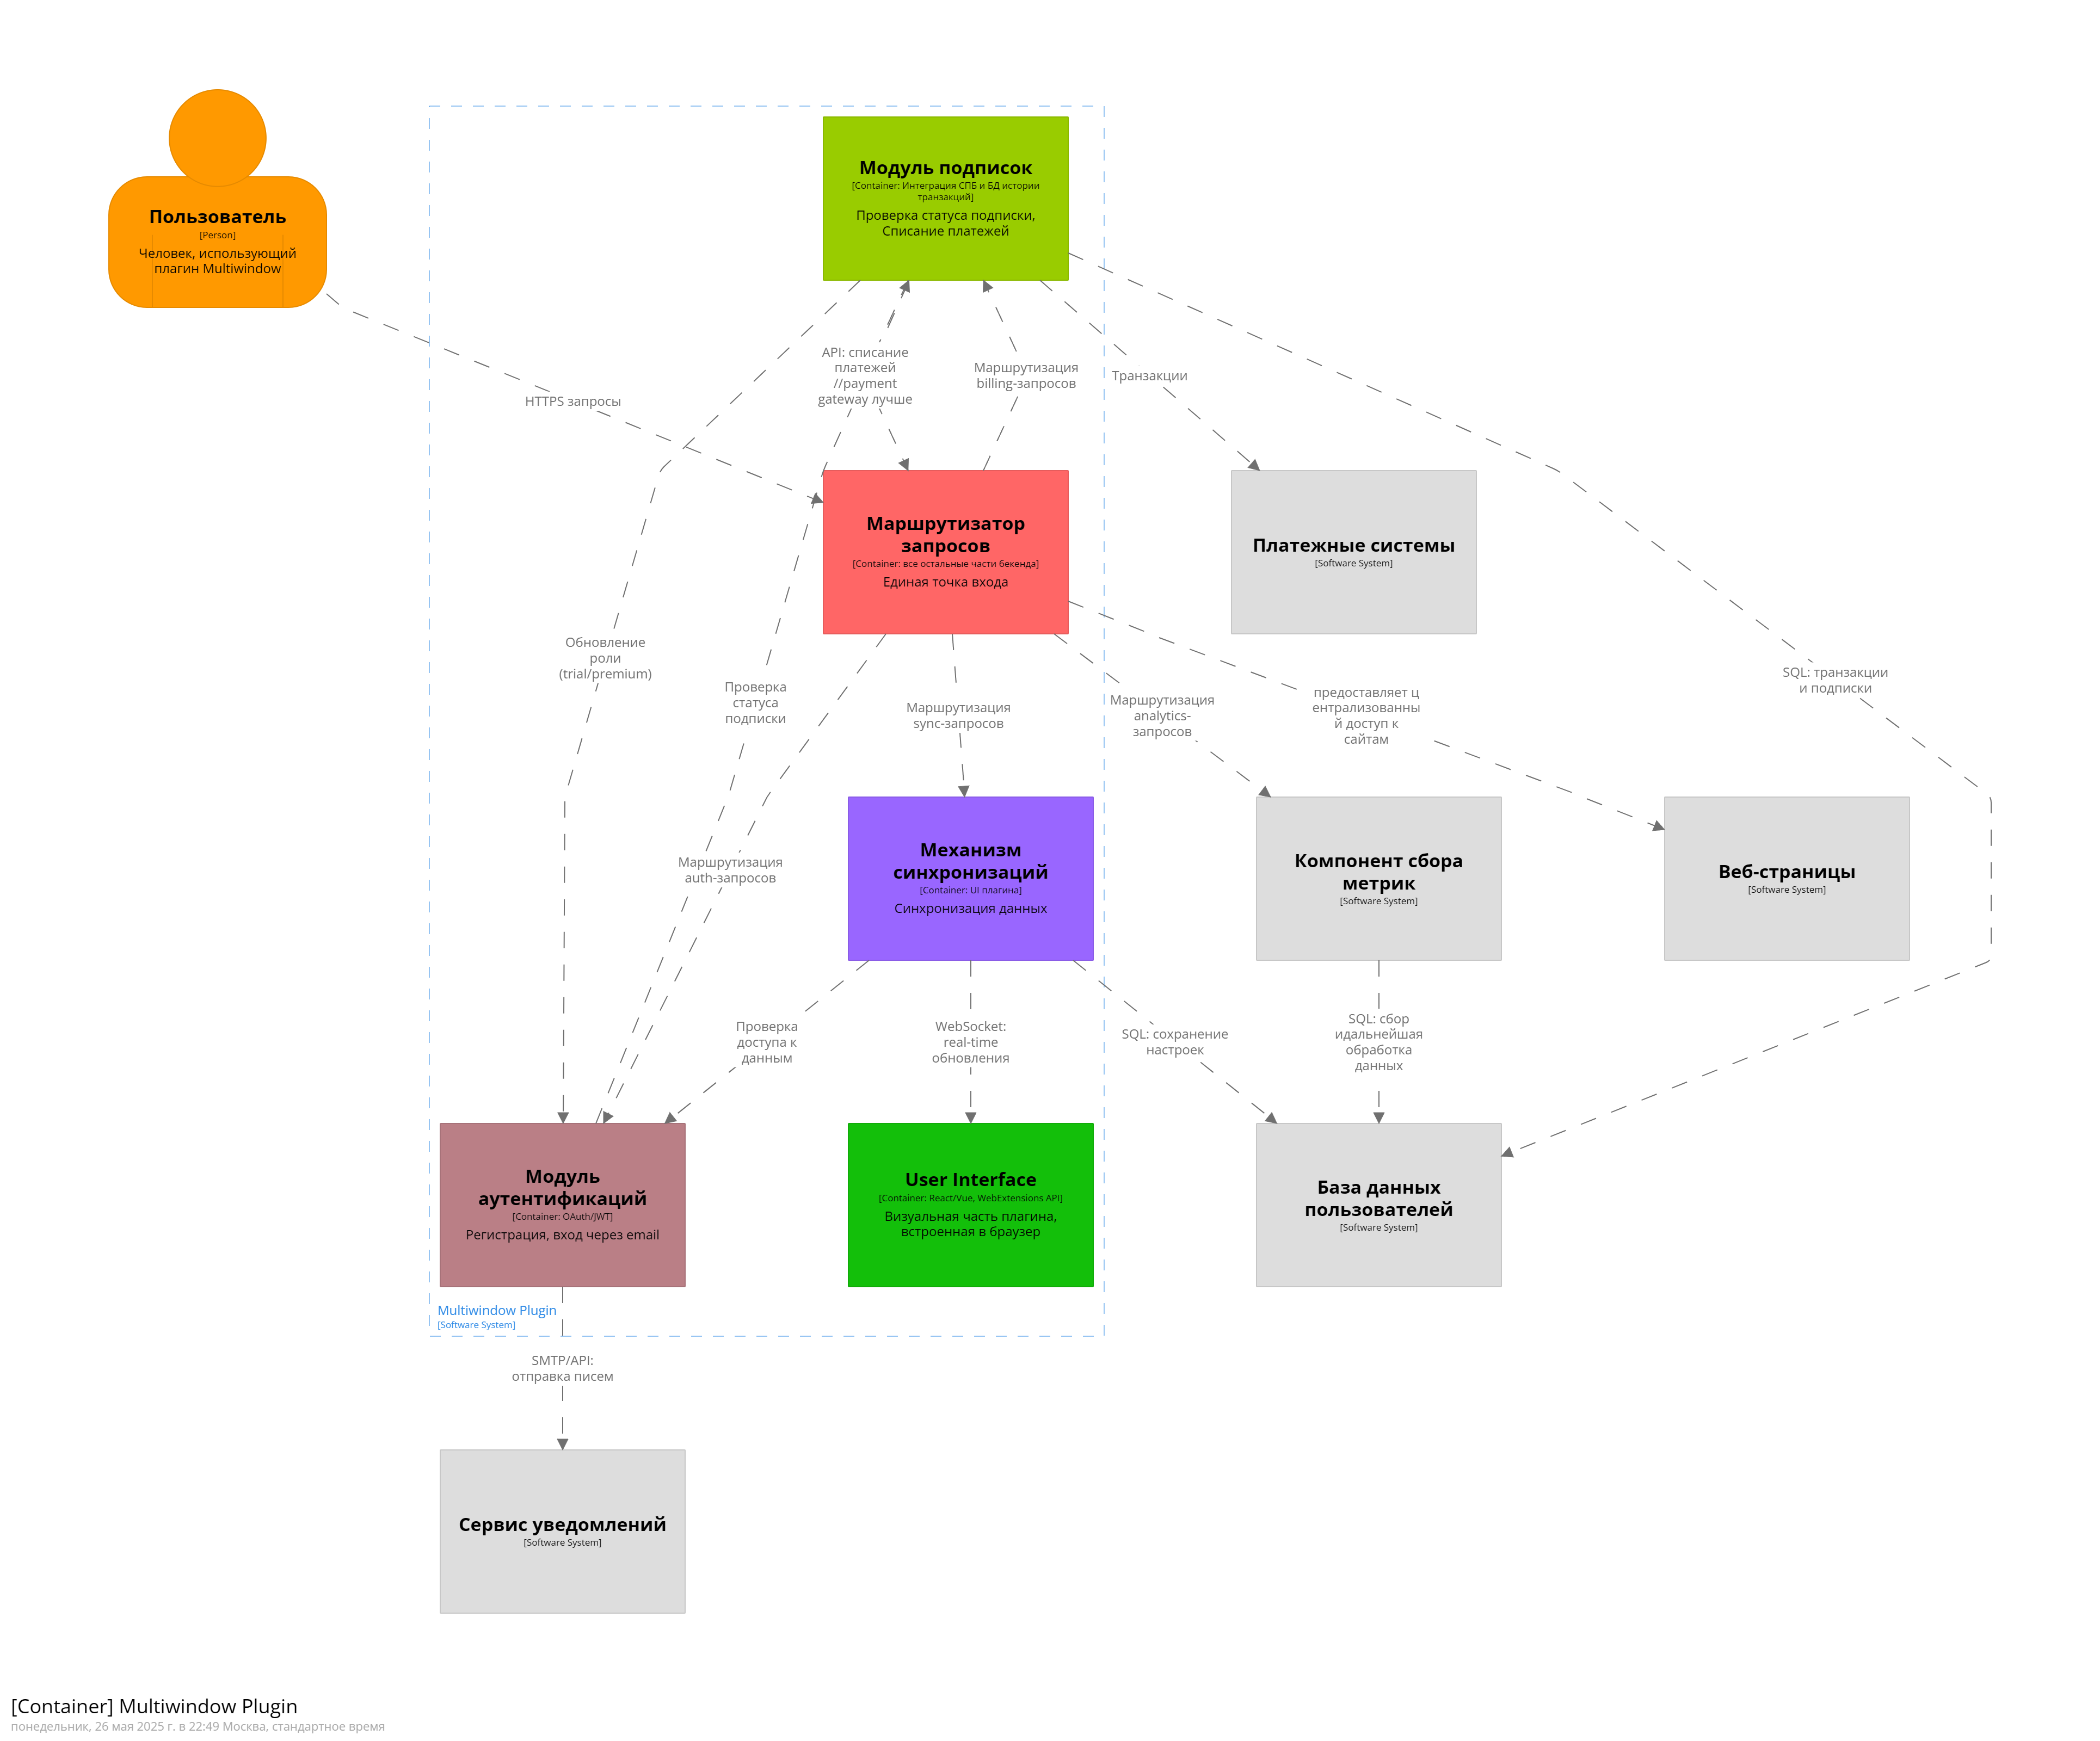 Модуль подписок
[Container: Интеграция СПБ и БД истории
транзакций]
Проверка статуса подписки,
Списание платежей
Пользователь
[Person]
Человек, использующий
плагин Multiwindow
API: списание
платежей
//payment
gateway лучше
Маршрутизация
billing-запросов
Транзакции
HTTPS запросы
Маршрутизатор
запросов
[Container: все остальные части бекенда]
Единая точка входа
Платежные системы
[Software System]
Обновление
роли
(trial/premium)
Проверка
статуса
подписки
Маршрутизация
sync-запросов
Маршрутизация
analytics-
запросов
предоставляет ц
ентрализованны
й доступ к
сайтам
SQL: транзакции
и подписки
Маршрутизация
auth-запросов
Механизм
синхронизаций
[Container: UI плагина]
Синхронизация данных
Компонент сбора
метрик
[Software System]
Веб-страницы
[Software System]
Проверка
доступа к
данным
WebSocket:
real-time
обновления
SQL: сохранение
настроек
SQL: сбор
идальнейшая
обработка
данных
Модуль
аутентификаций
[Container: OAuth/JWT]
Регистрация, вход через email
User Interface
[Container: React/Vue, WebExtensions API]
Визуальная часть плагина,
встроенная в браузер
База данных
пользователей
[Software System]
Multiwindow Plugin
[Software System]
SMTP/API:
отправка писем
Сервис уведомлений
[Software System]
[Container] Multiwindow Plugin
понедельник, 26 мая 2025 г. в 22:49 Москва, стандартное время